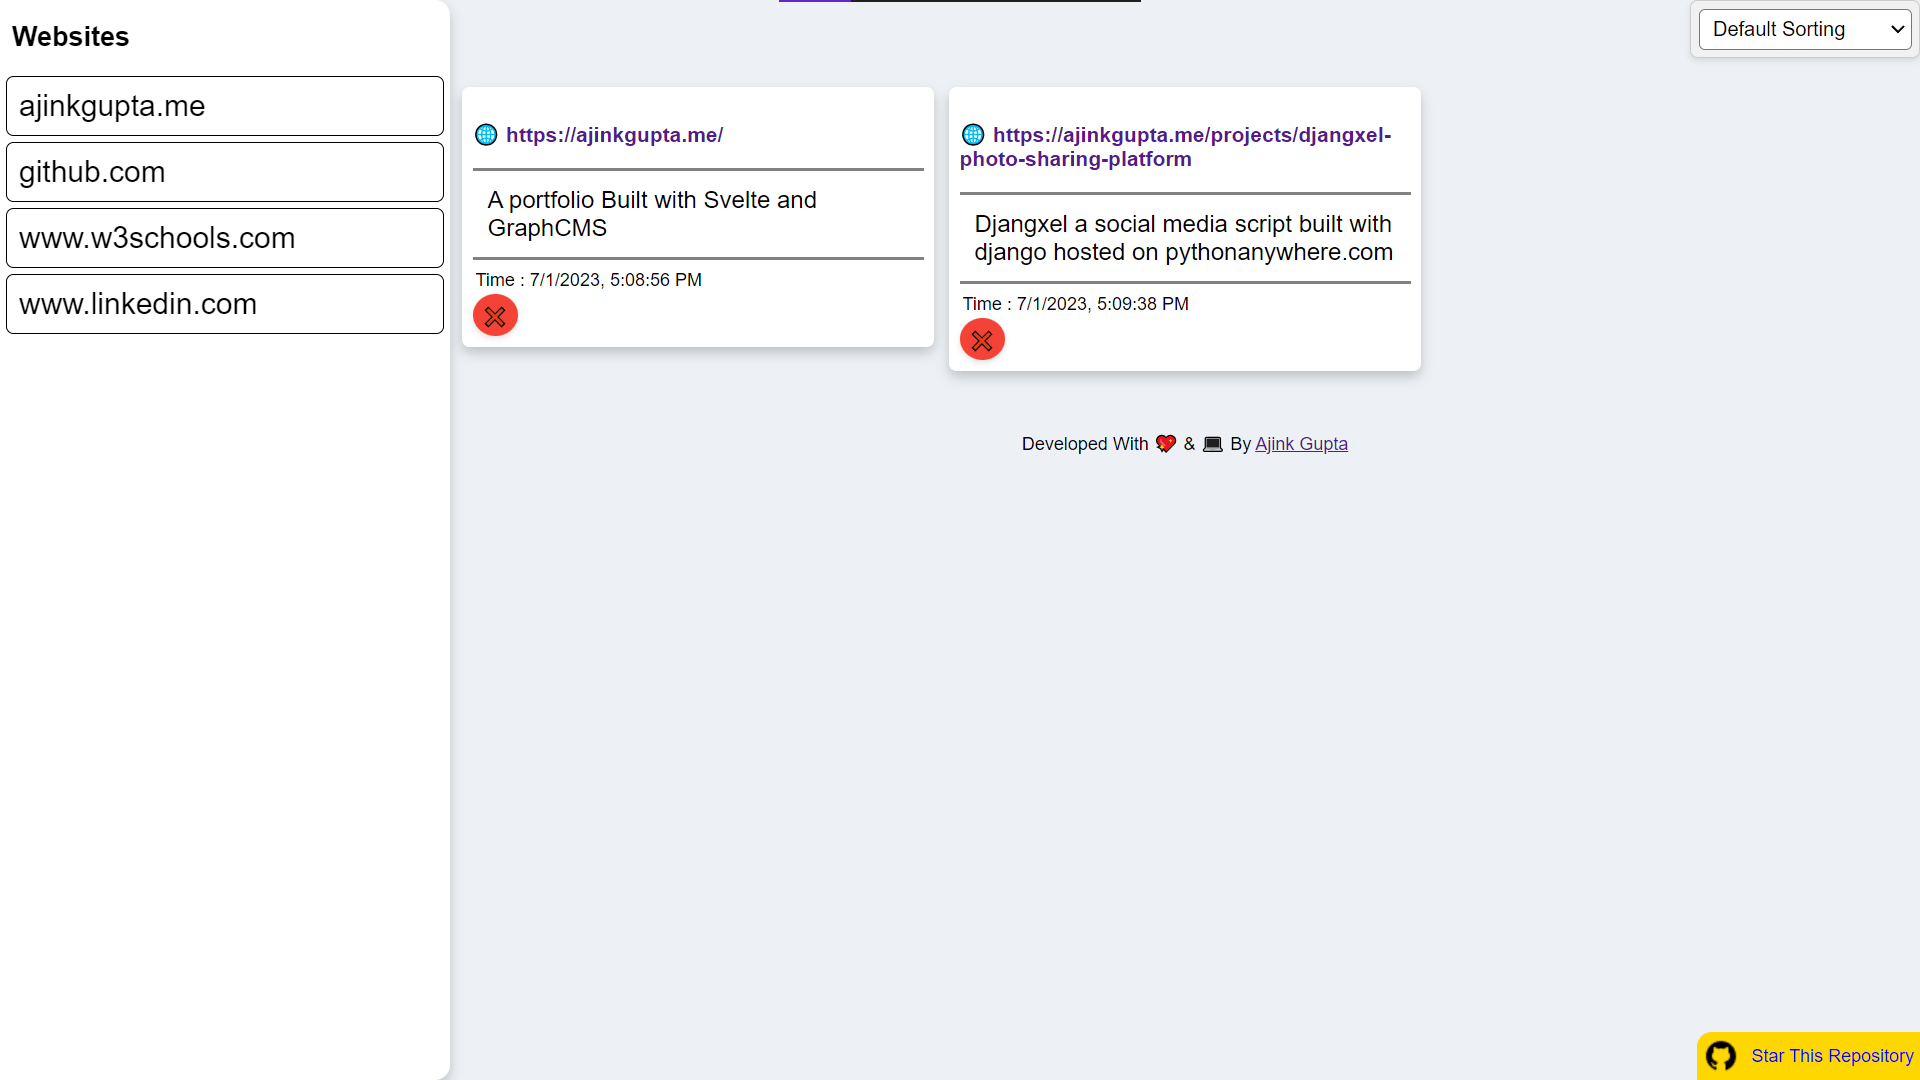 Websites
ajinkgupta.me
github.com
www.w3schools.com
www.linkedin.com
Default Sorting
https://ajinkgupta.me/
A portfolio Built with Svelte and
GraphCMS
Time : 7/1/2023, 5:08:56 PM
https://ajinkgupta.me/projects/djangxel-
photo-sharing-platform
Djangxel a social media script built with
django hosted on pythonanywhere.com
Time : 7/1/2023, 5:09:38 PM
Developed With 💖 & 💻 By Ajink Gupta
Star This Repository